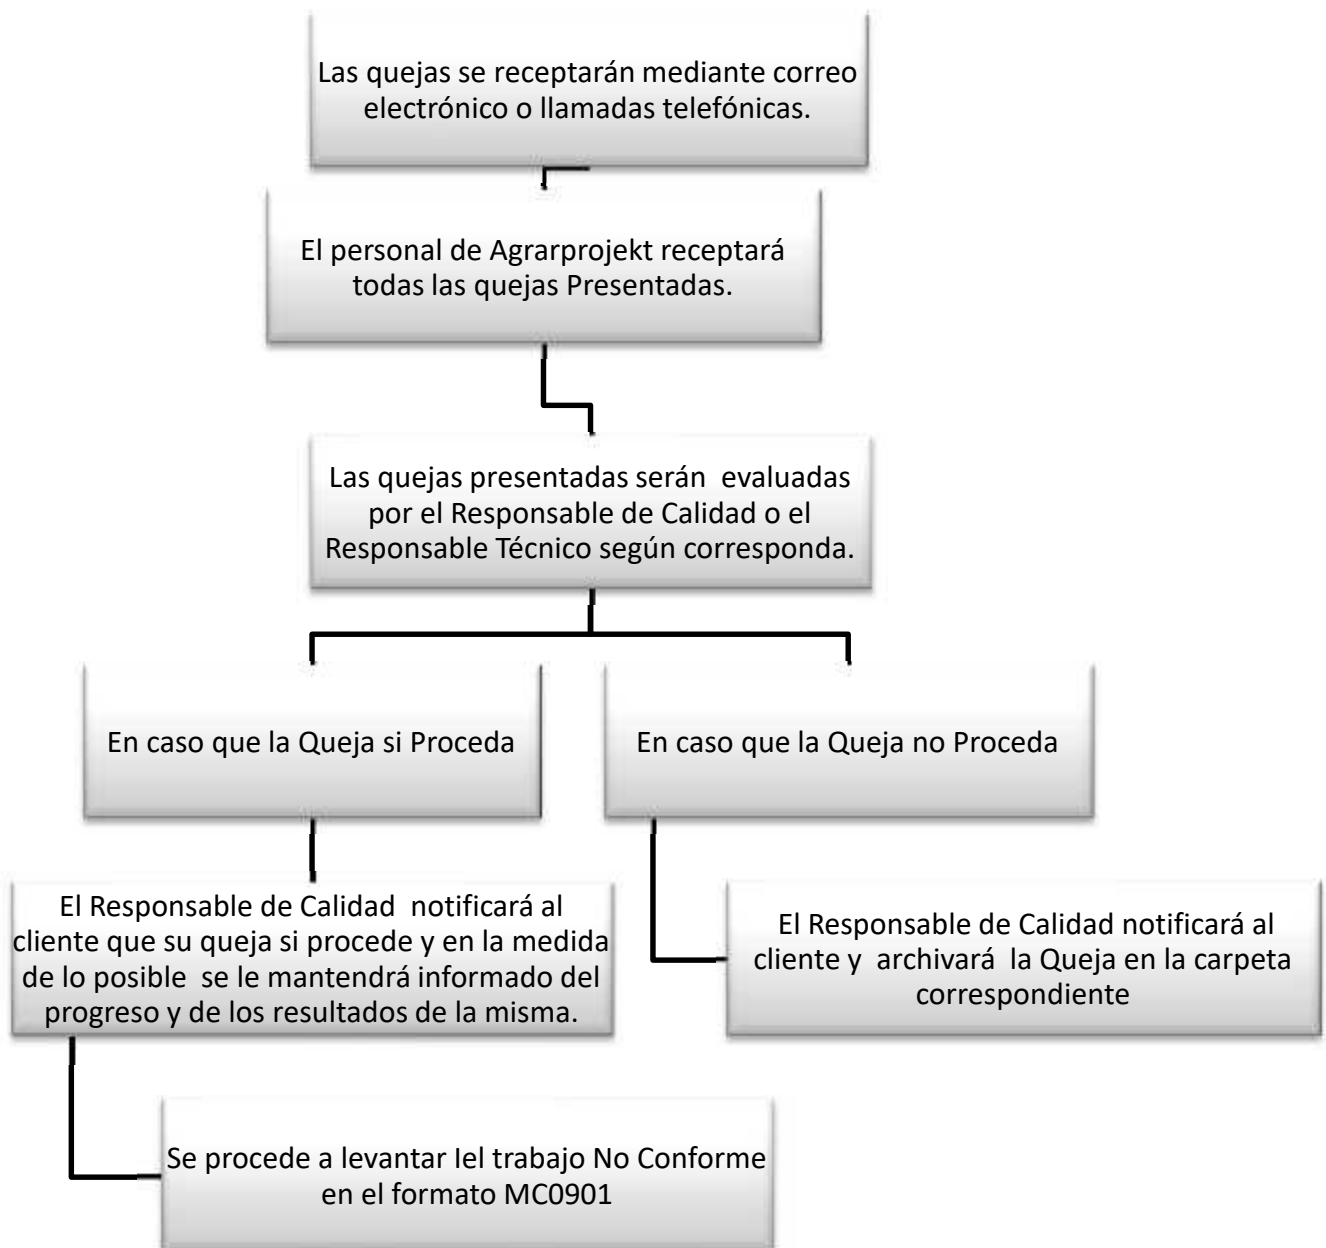 Las quejas se receptarán mediante correo
electrónico o llamadas telefónicas.
El personal de Agrarprojekt receptará
todas las quejas Presentadas.
Las quejas presentadas serán evaluadas
por el Responsable de Calidad o el
Responsable Técnico según corresponda.
En caso que la Queja si Proceda
En caso que la Queja no Proceda
El Responsable de Calidad notificará al
cliente que su queja si procede y en la medida
de lo posible se le mantendrá informado del
progreso y de los resultados de la misma.
El Responsable de Calidad notificará al
cliente y archivará la Queja en la carpeta
correspondiente
Se procede a levantar Iel trabajo No Conforme
en el formato MC0901